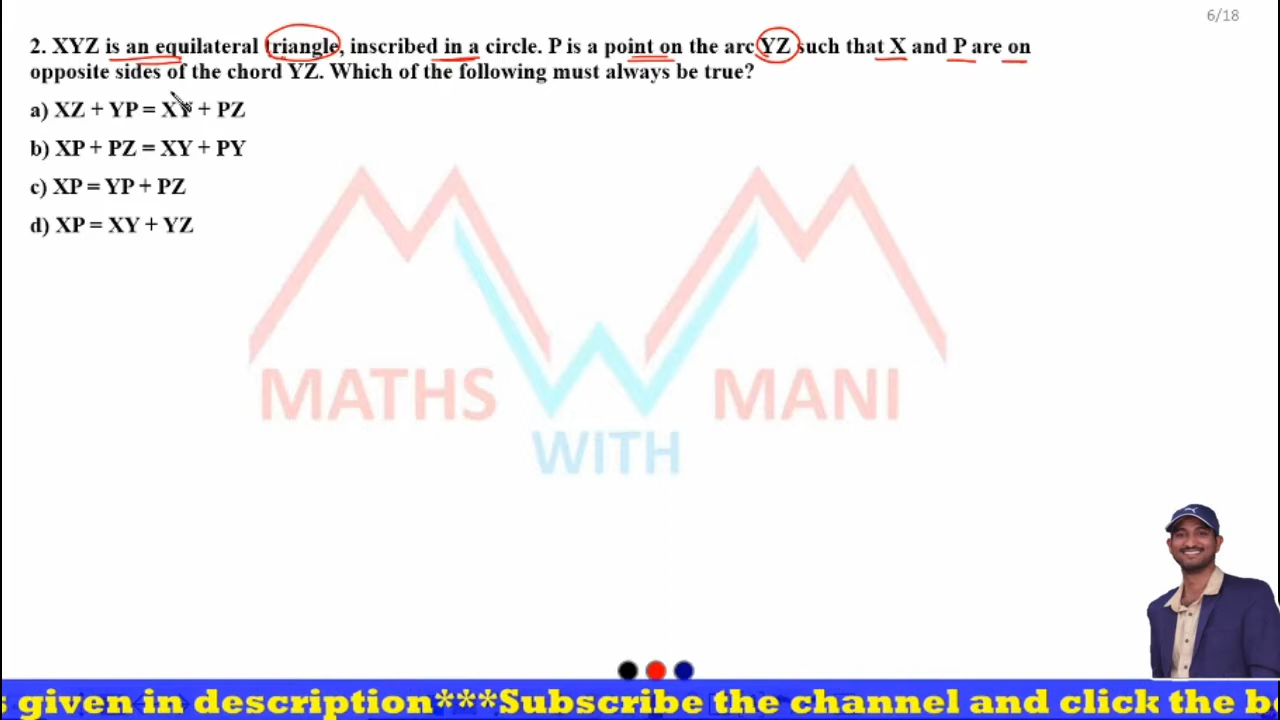 6/18
2. XYZ is an equilateral triangle, inscribed in a circle. P is a point on the arc YZ such that X and P are on
opposite sides of the chord YZ. Which of the following must always be true?
a) XZ + YP = XY + PZ
b) XP + PZ = XY + PY
c) XP = YP + PZ
d) XP = XY + YZ
MATHS MANI
WITH
s given in description***Subscribe the channel and click the b